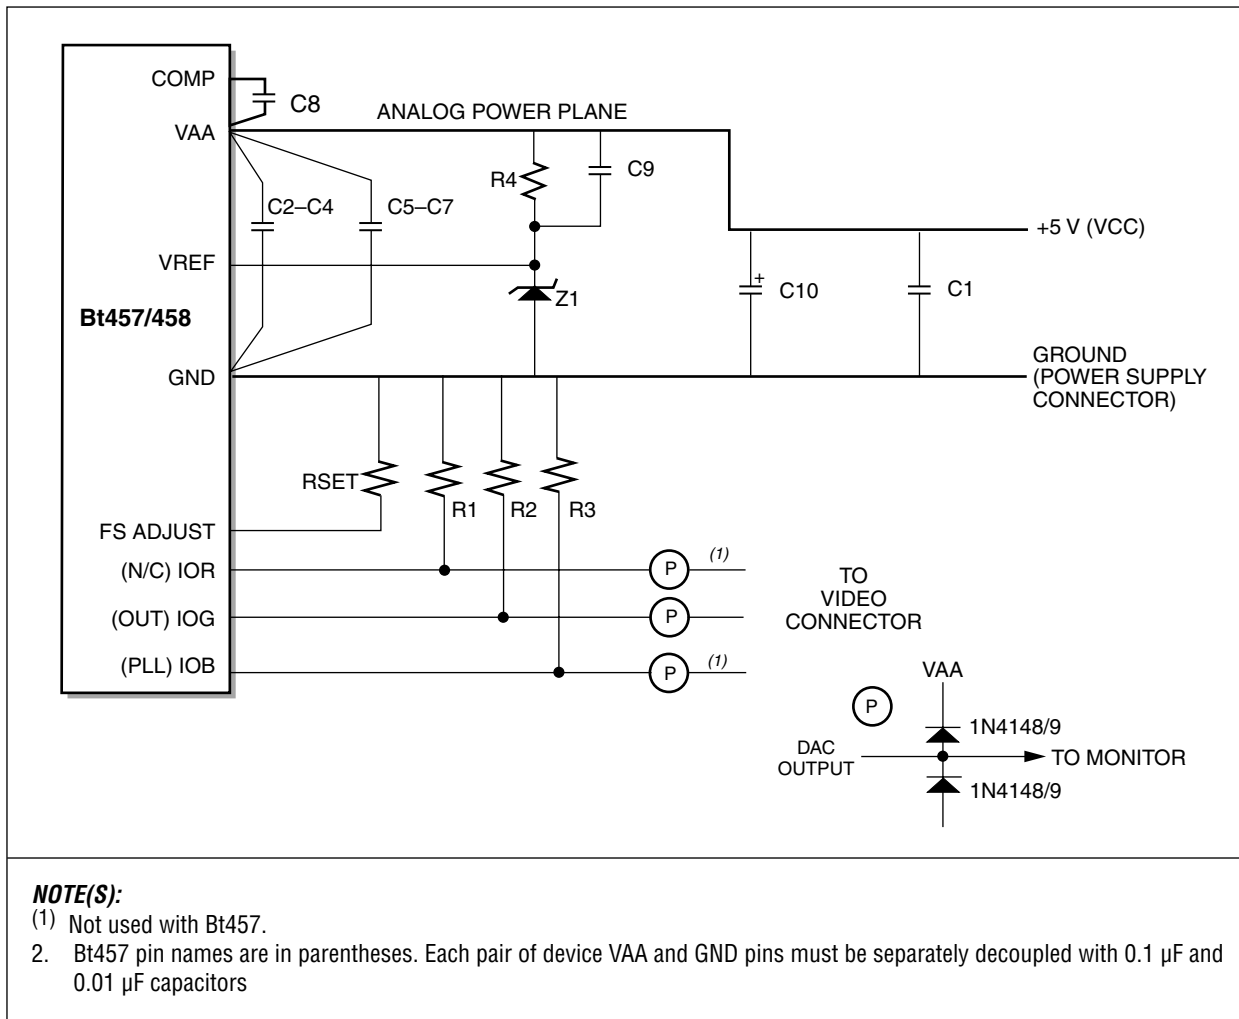 COMP
C8
ANALOG POWER PLANE
VAA
R4
C9
C2–C4
C5–C7
+5 V (VCC)
VREF
Z1
+
C10
C1
Bt457/458
GND
GROUND
(POWER SUPPLY
CONNECTOR)
RSET
R1
R2
R3
FS ADJUST
(N/C) IOR
P
(1)
(OUT) IOG
P
(PLL) IOB
P
(1)
TO
VIDEO
CONNECTOR
VAA
P
1N4148/9
DAC
OUTPUT
TO MONITOR
1N4148/9
NOTE(S):
(1) Not used with Bt457.
2. Bt457 pin names are in parentheses. Each pair of device VAA and GND pins must be separately decoupled with 0.1 µF and
0.01 µF capacitors